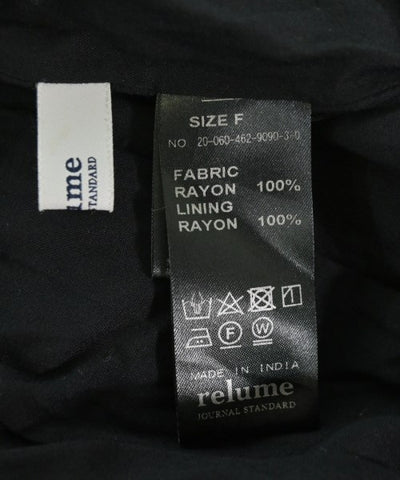 SIZE F
NO 20-060-462-9090-3-0
FABRIC
RAYON 100%
LINING
RAYON 100%
F W
MADE IN INDIA
relume
JOURNAL STANDARD
lume
STANDARD